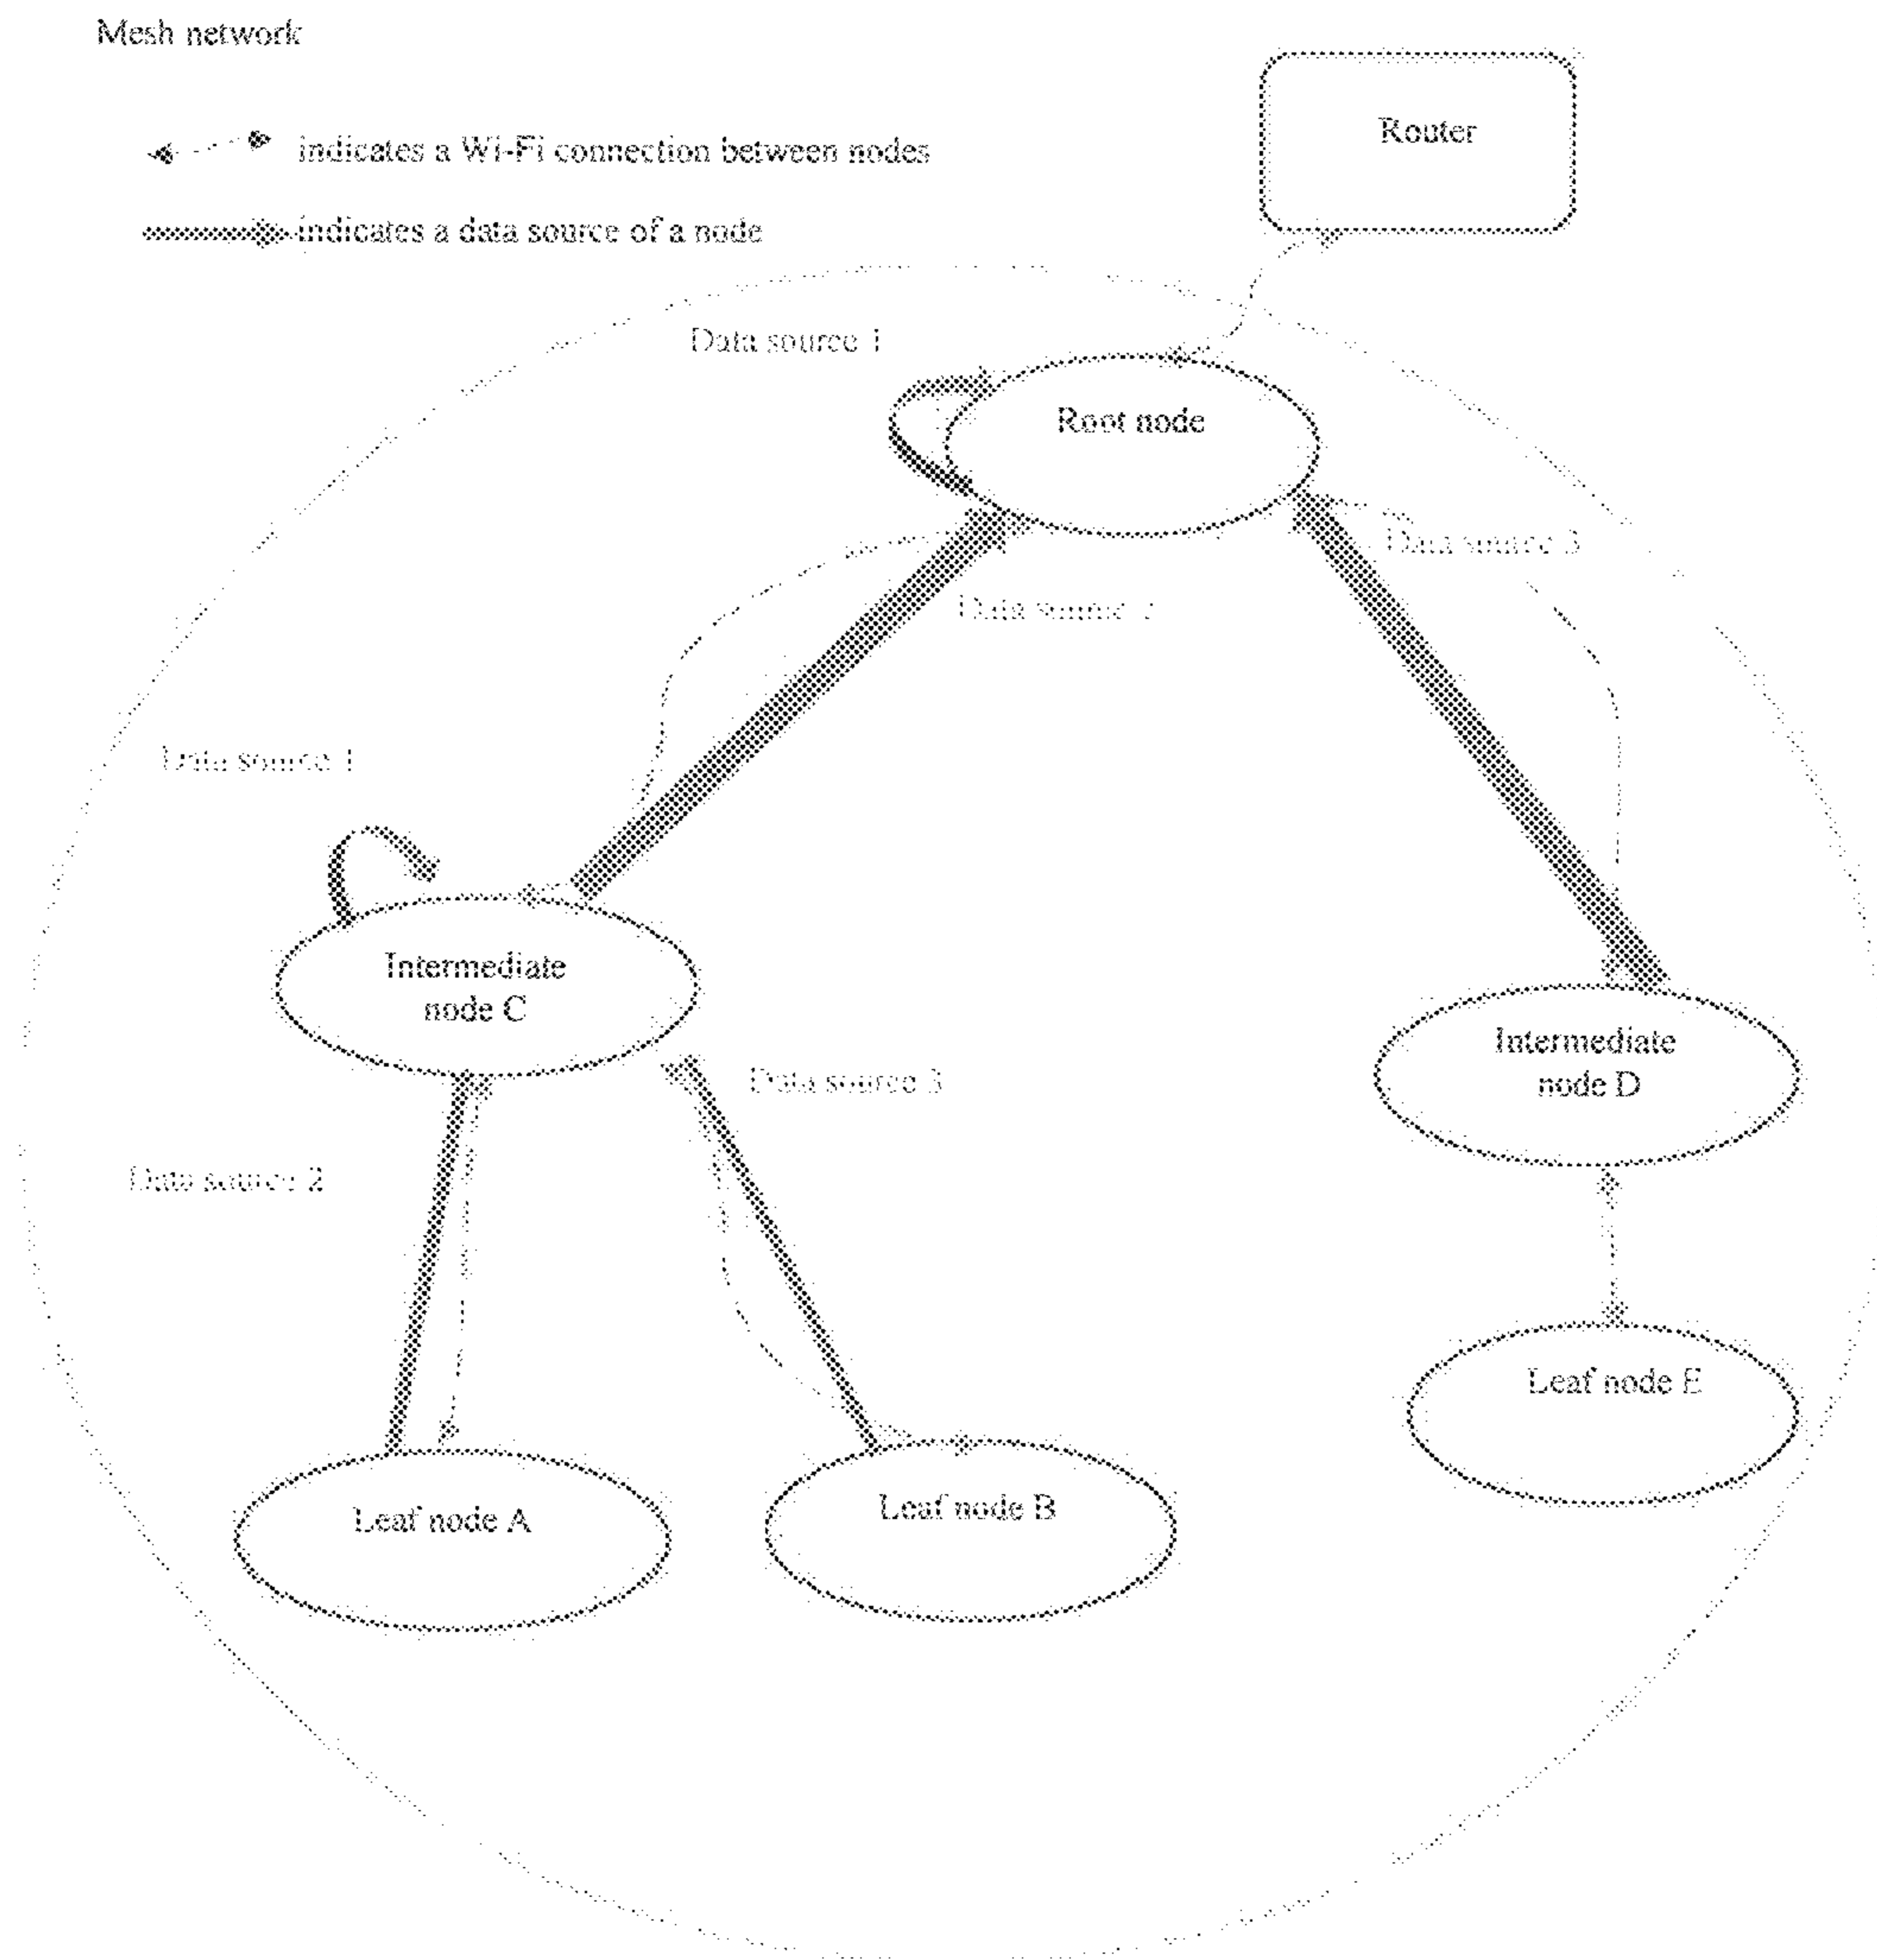 Mesh network
Router
indicates a Wi-Fi connection between nodes
indicates a data source of a node
Data source 1
Root node
Data source 3
Data source
Data source 1
Intermediate
node C
Intermediate
node D
Data source 3
Data source 2
Leaf node E
Leaf node A
Leaf node B